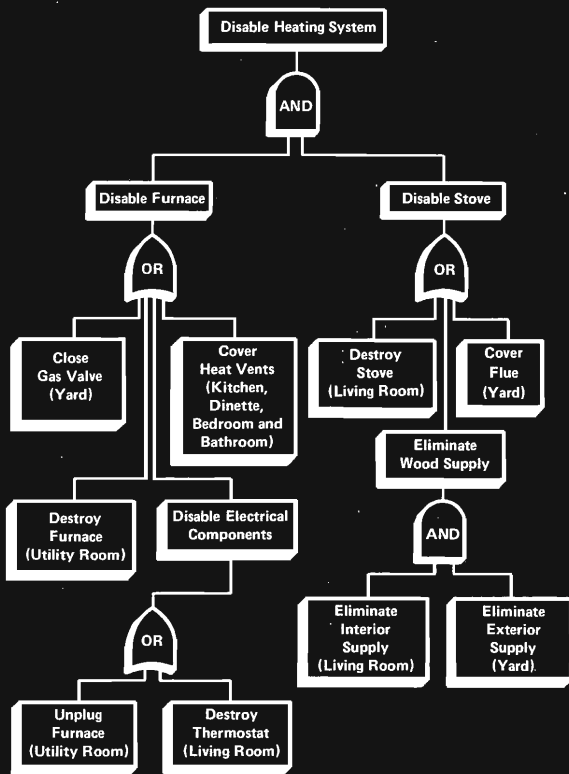 Disable Heating System
AND
Disable Furnace
Disable Stove
OR
OR
Close
Gas Valve
(Yard)
Cover
Heat Vents
(Kitchen,
Dinette,
Bedroom and
Bathroom)
Destroy
Stove
(Living Room)
Cover
Flue
(Yard)
Eliminate
Wood Supply
Destroy
Furnace
(Utility Room)
Disable Electrical
Components
AND
OR
Eliminate
Interior
Supply
(Living Room)
Eliminate
Exterior
Supply
(Yard)
Unplug
Furnace
(Utility Room)
Destroy
Thermostat
(Living Room)